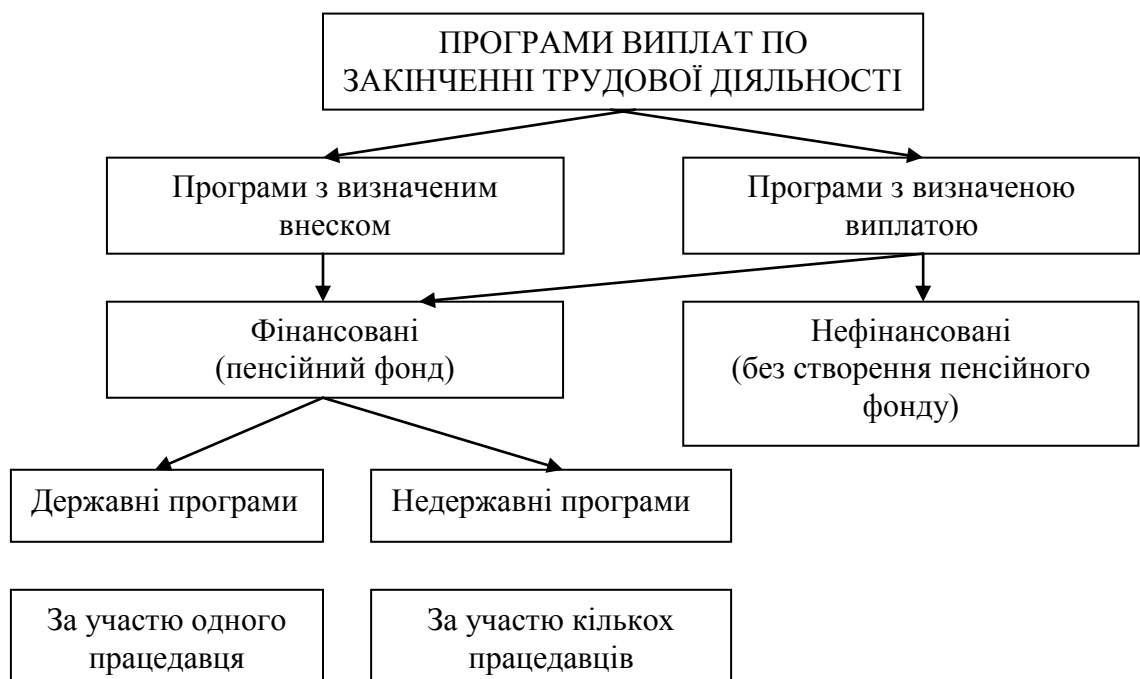 ПРОГРАМИ ВИПЛАТ ПО
ЗАКІНЧЕННІ ТРУДОВОЇ ДІЯЛЬНОСТІ
Програми з визначеним
внеском
Програми з визначеною
виплатою
Фінансовані
(пенсійний фонд)
Нефінансовані
(без створення пенсійного
фонду)
Державні програми
Недержавні програми
За участю одного
працедавця
За участю кількох
працедавців